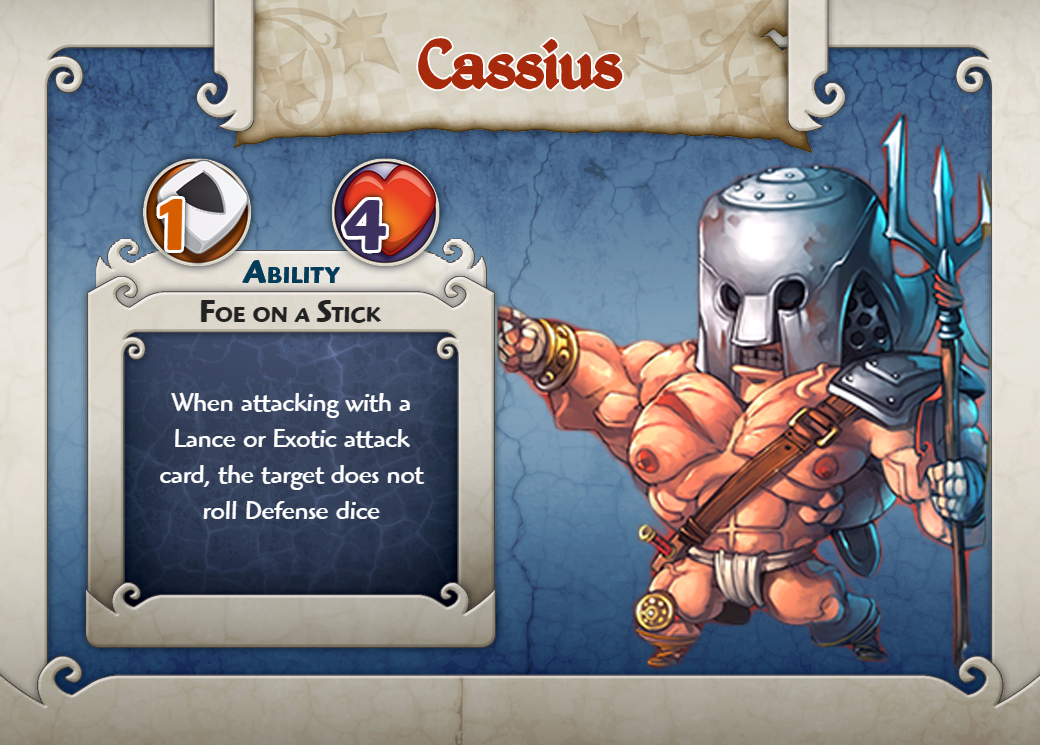 Cassius
1
4
Ability
Foe on a Stick
When attacking with a
Lance or Exotic attack
card, the target does not
roll Defense dice